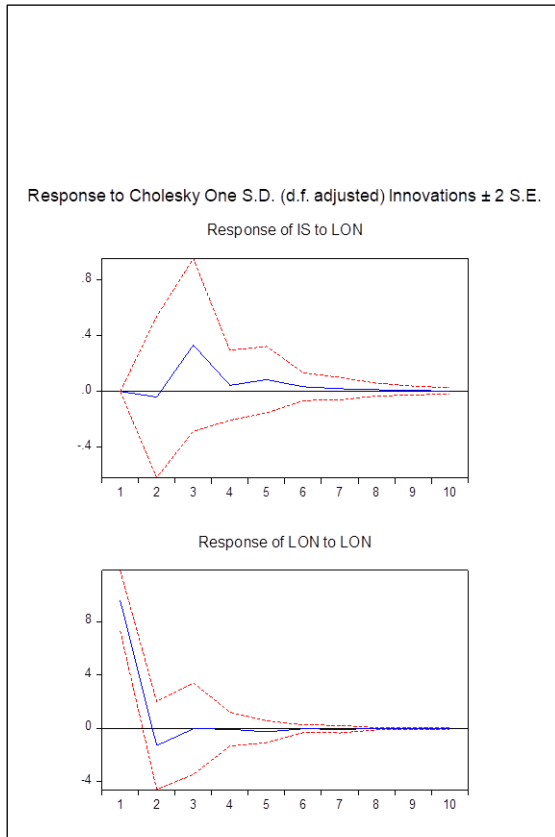 Response to Cholesky One S.D. (d.f. adjusted) Innovations ± 2 S.E.
Response of IS to LON
.8
.4
.0
-.4
1 2 3 4 5 6 7 8 9 10
Response of LON to LON
8
4
0
-4
1 2 3 4 5 6 7 8 9 10